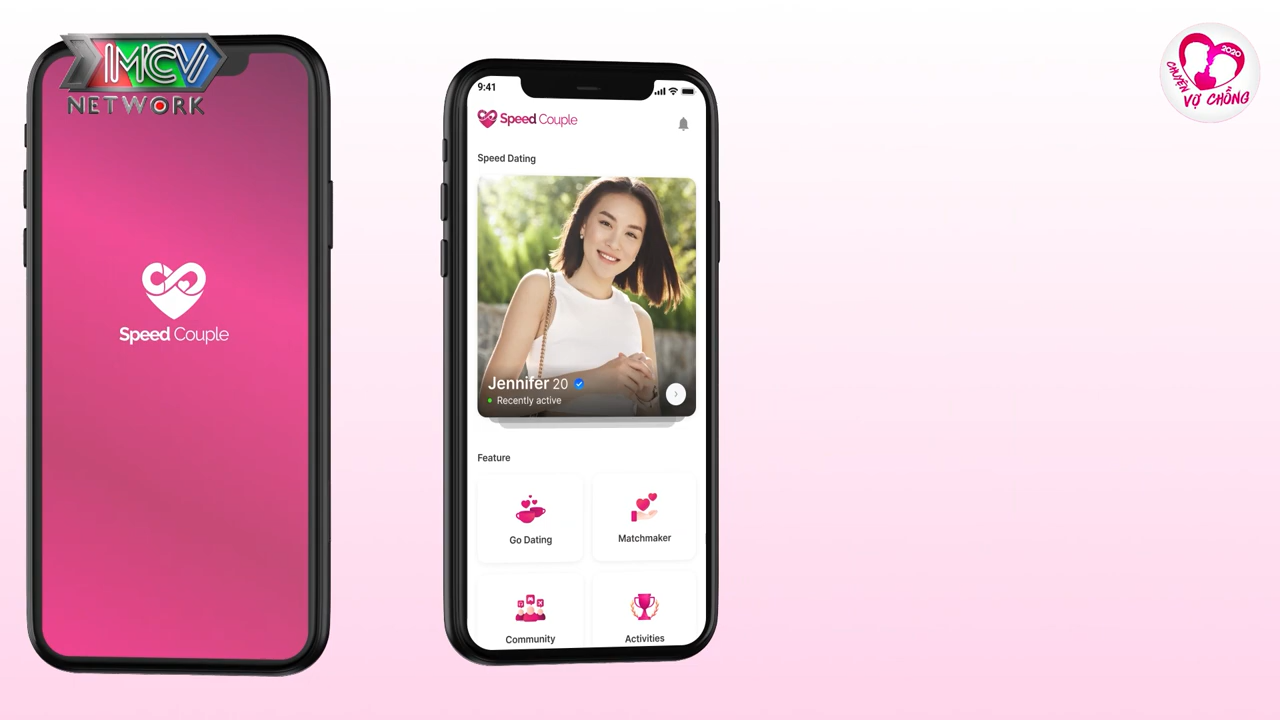 MCV
NETWORK
Speed Couple
9:41
Speed Couple
Speed Dating
Jennifer 20
Recently active
Feature
Go Dating
Matchmaker
Community
Activities
2020
CHUYỆN
VỢ CHỒNG